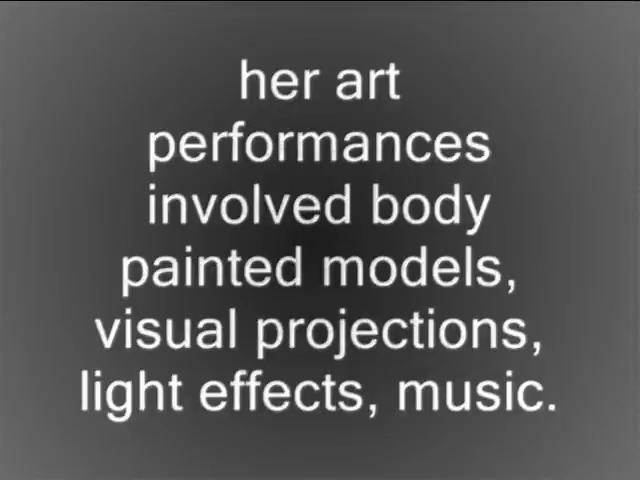 her art
performances
involved body
painted models,
visual projections,
light effects, music.